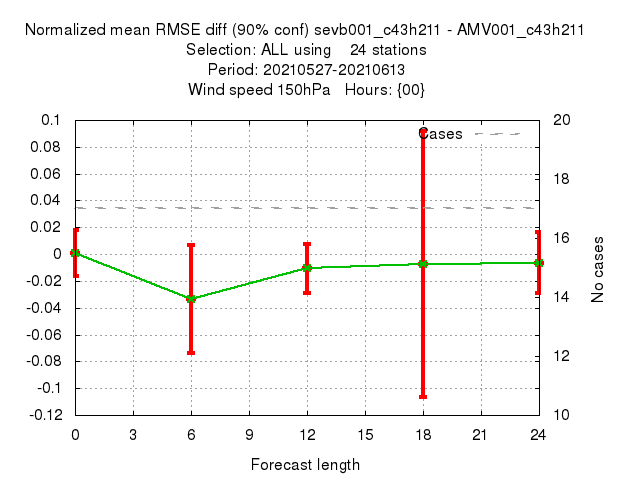 Normalized mean RMSE diff (90% conf) sevb001_c43h211 - AMV001_c43h211
Selection: ALL using 24 stations
Period: 20210527-20210613
Wind speed 150hPa Hours: {00}
Cases
0.1
0.08
0.06
0.04
0.02
0
-0.02
-0.04
-0.06
-0.08
-0.1
-0.12
20
18
16
14
12
10
No cases
0 3 6 9 12 15 18 21 24
Forecast length